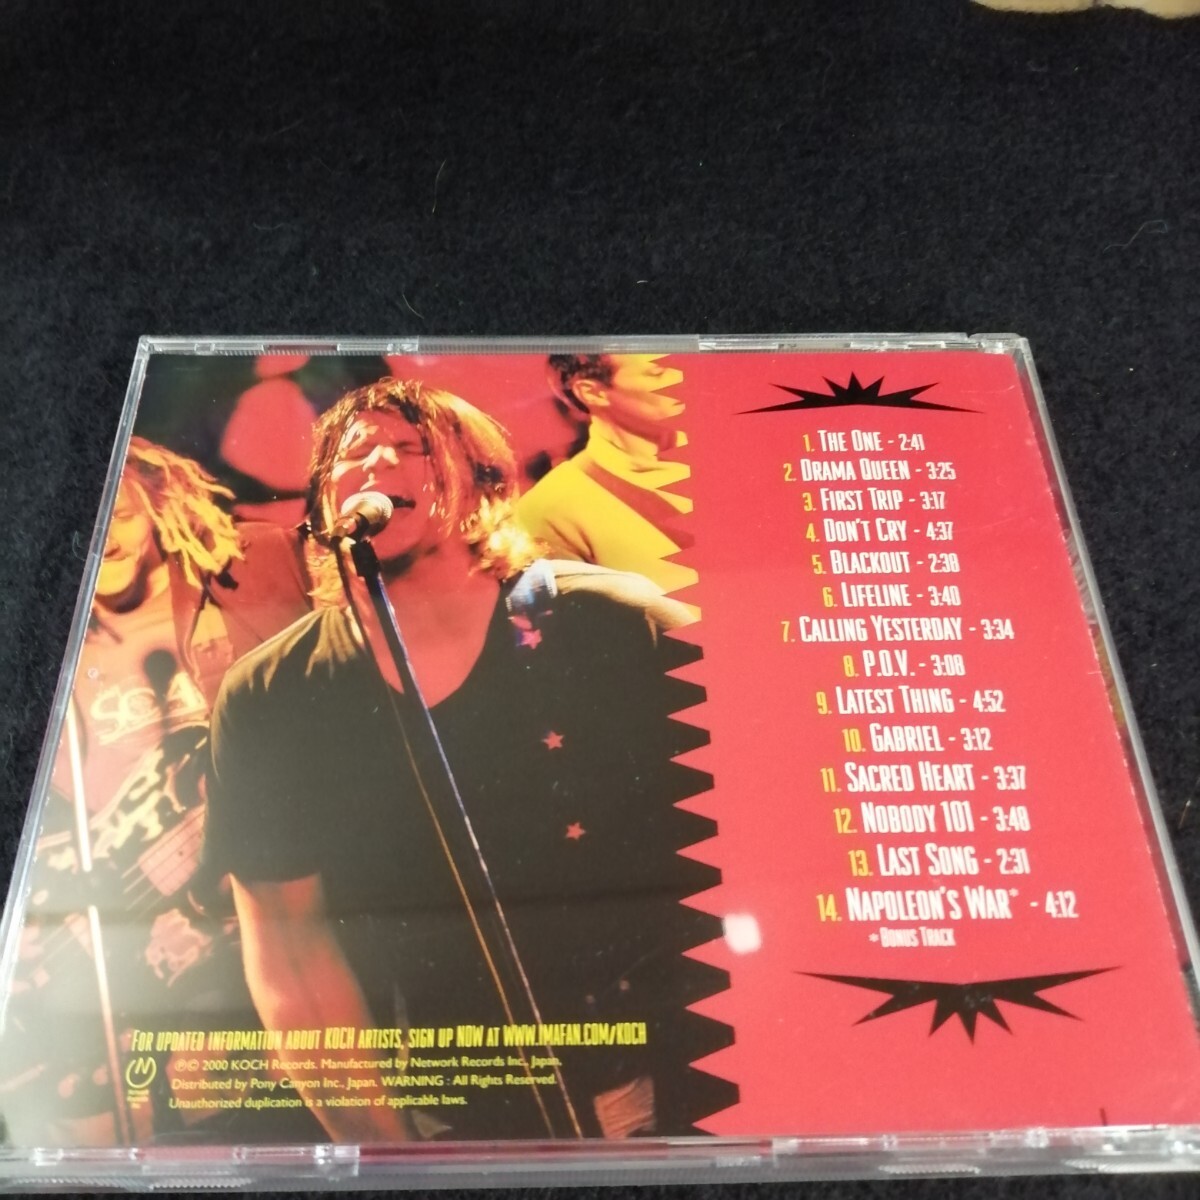 1. The One - 2:41
2. Drama Queen - 3:25
3. First Trip - 3:17
4. Don't Cry - 4:37
5. Blackout - 2:38
6. Lifeline - 3:40
7. Calling Yesterday - 3:34
8. P.O.V. - 3:08
9. Latest Thing - 4:52
10. Gabriel - 3:12
11. Sacred Heart - 3:37
12. Nobody 101 - 3:48
13. Last Song - 2:31
14. Napoleon's War* - 4:12
* Bonus Track
For updated information about KOCH artists, sign up NOW at www.imafan.com/koch
℗© 2000 KOCH Records. Manufactured by Network Records Inc., Japan.
Distributed by Pony Canyon Inc., Japan. WARNING : All Rights Reserved.
Unauthorized duplication is a violation of applicable laws.